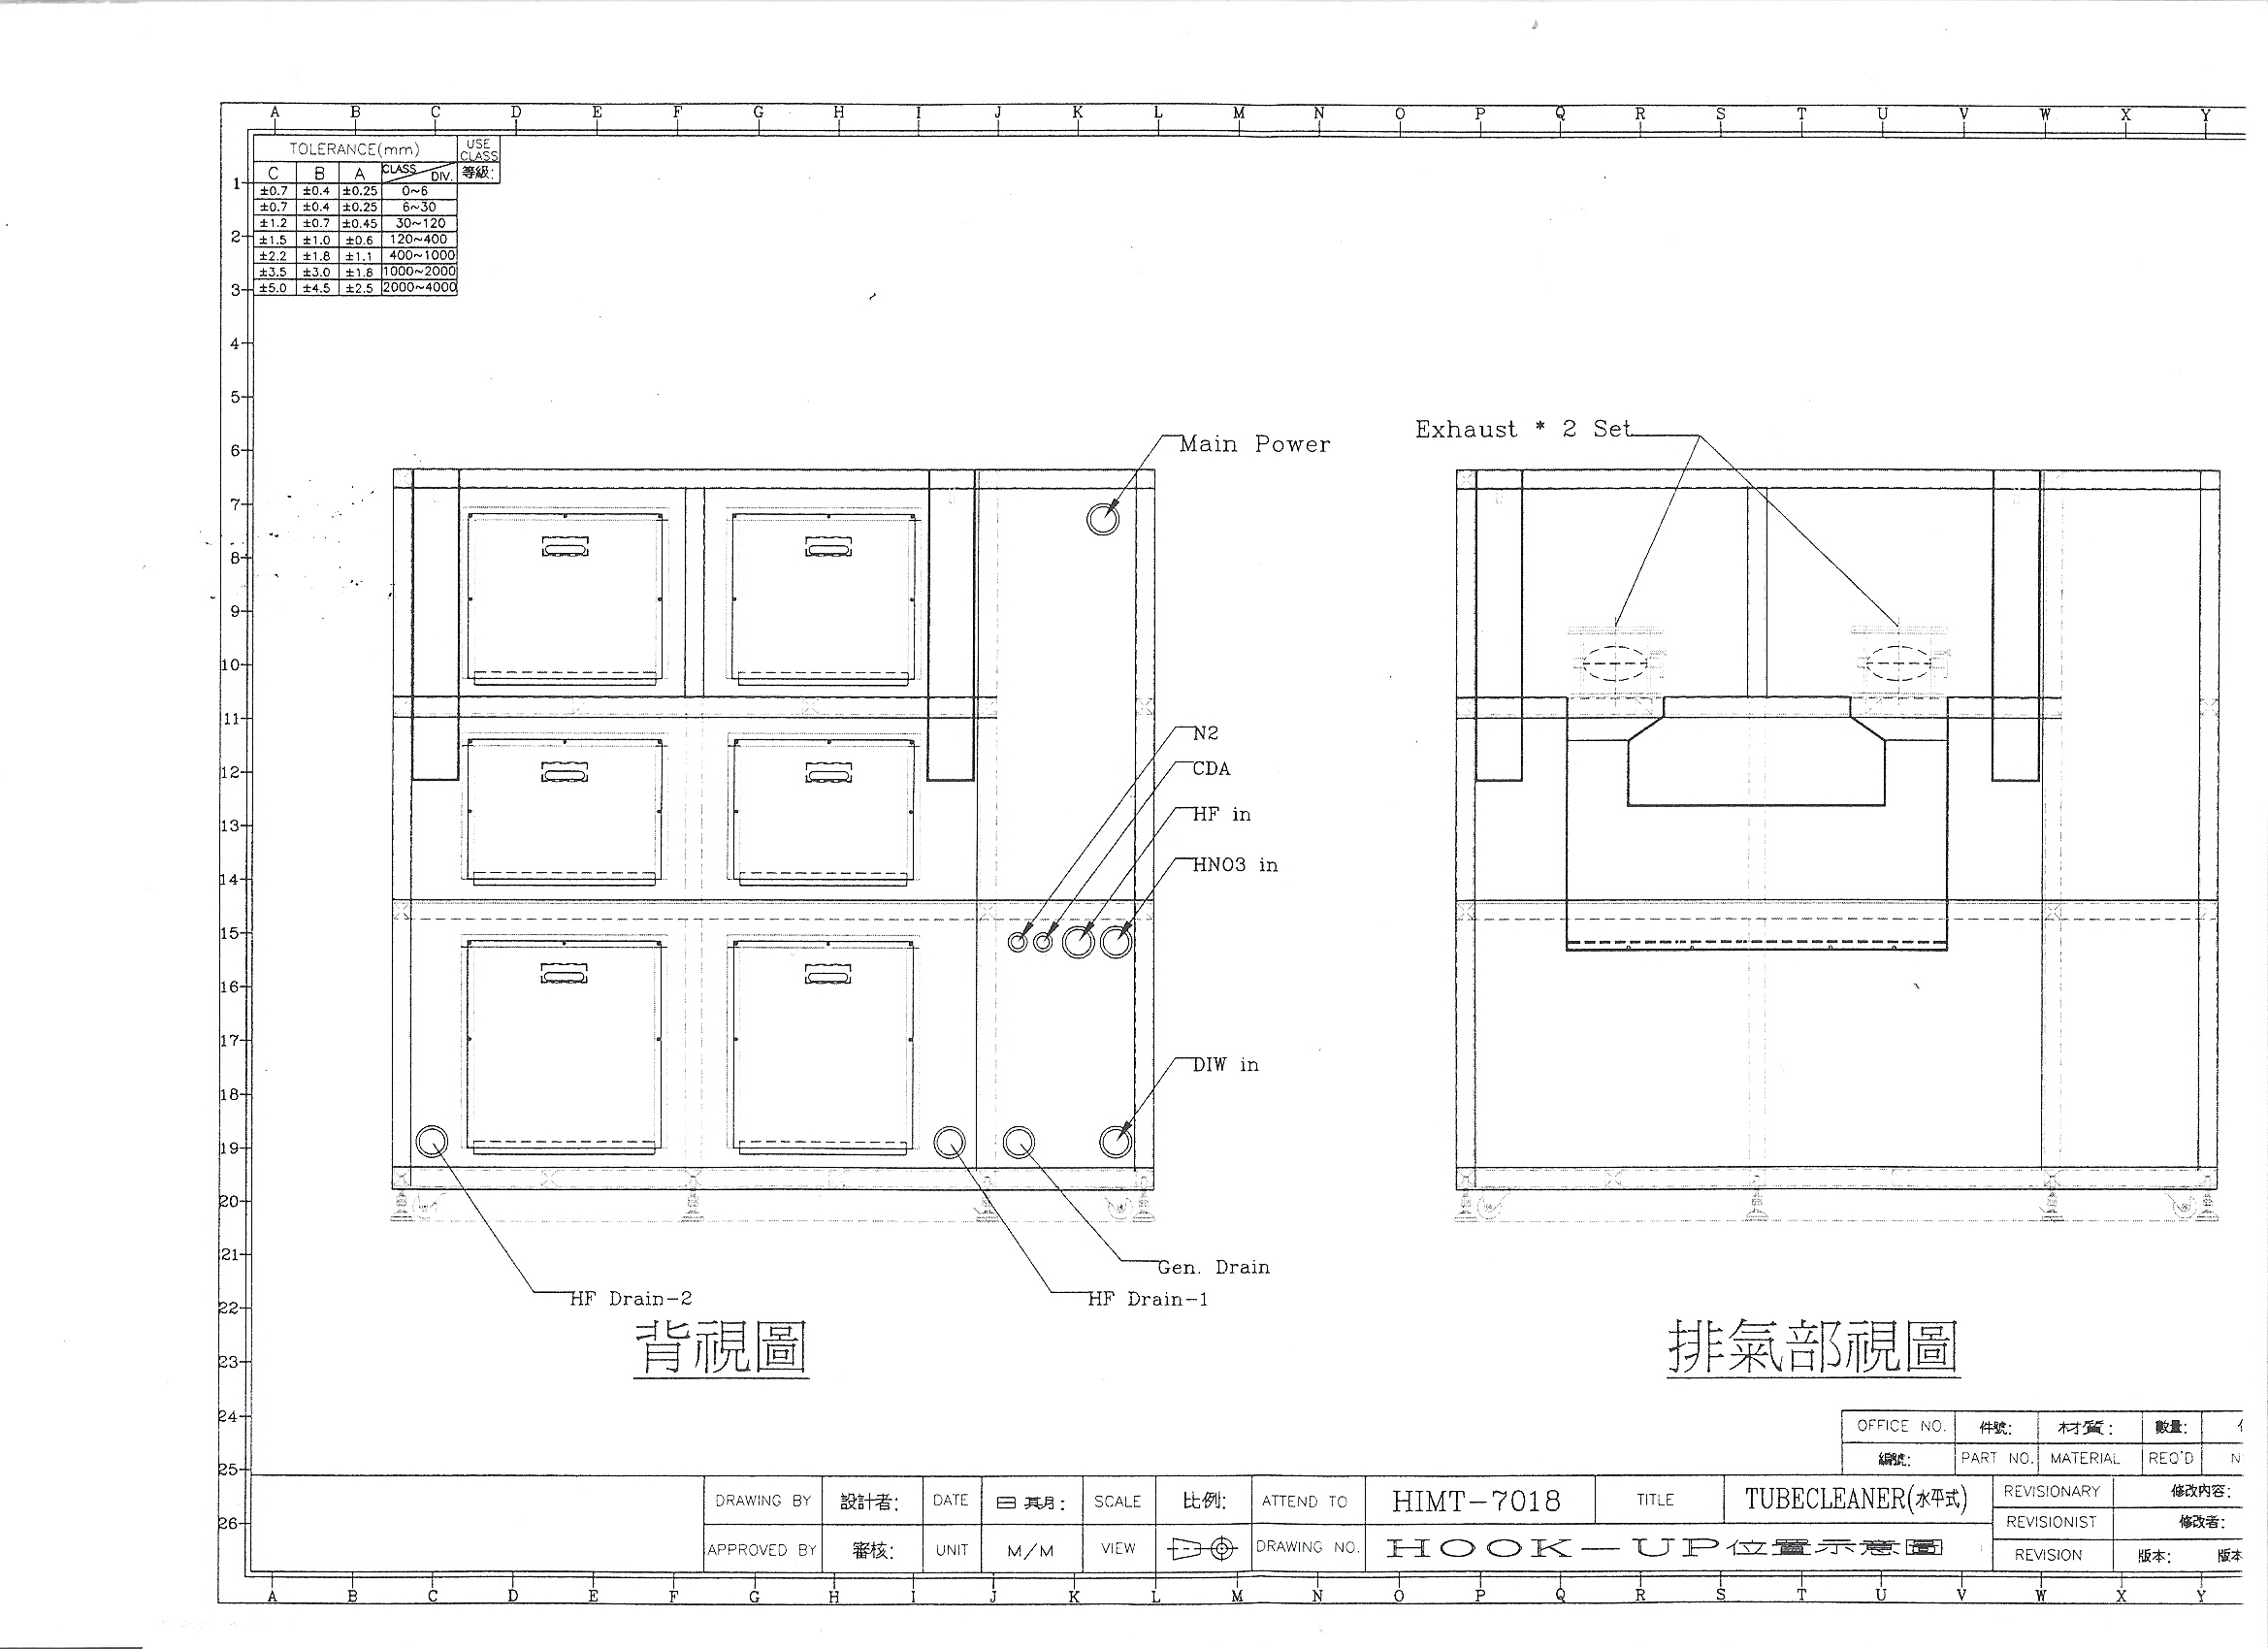 A B C D E F G H I J K L M N O P Q R S T U V W X Y
TOLERANCE(mm) USE CLASS
C B A CLASS DIV. 等級:
±0.7 ±0.4 ±0.25 0~6
±0.7 ±0.4 ±0.25 6~30
±1.2 ±0.7 ±0.45 30~120
±1.5 ±1.0 ±0.6 120~400
±2.2 ±1.8 ±1.1 400~1000
±3.5 ±3.0 ±1.8 1000~2000
±5.0 ±4.5 ±2.5 2000~4000
1
2
3
4
5
6
7
8
9
10
11
12
13
14
15
16
17
18
19
20
21
22
23
24
25
26
Main Power
Exhaust * 2 Set
N2
CDA
HF in
HNO3 in
DIW in
Gen. Drain
HF Drain-2
HF Drain-1
背視圖
排氣部視圖
OFFICE NO. 件號: 材質: 數量:
編號: PART NO. MATERIAL REQ'D N
DRAWING BY 設計者: DATE 日 其月: SCALE 比例: ATTEND TO HIMT-7018 TITLE TUBECLEANER(水平式) REVISIONARY 修改內容:
REVISIONIST 修改者:
APPROVED BY 審核: UNIT M/M VIEW DRAWING NO. HOOK-UP位置示意圖 REVISION 版本: 版本
A B C D E F G H I J K L M N O P Q R S T U V W X Y